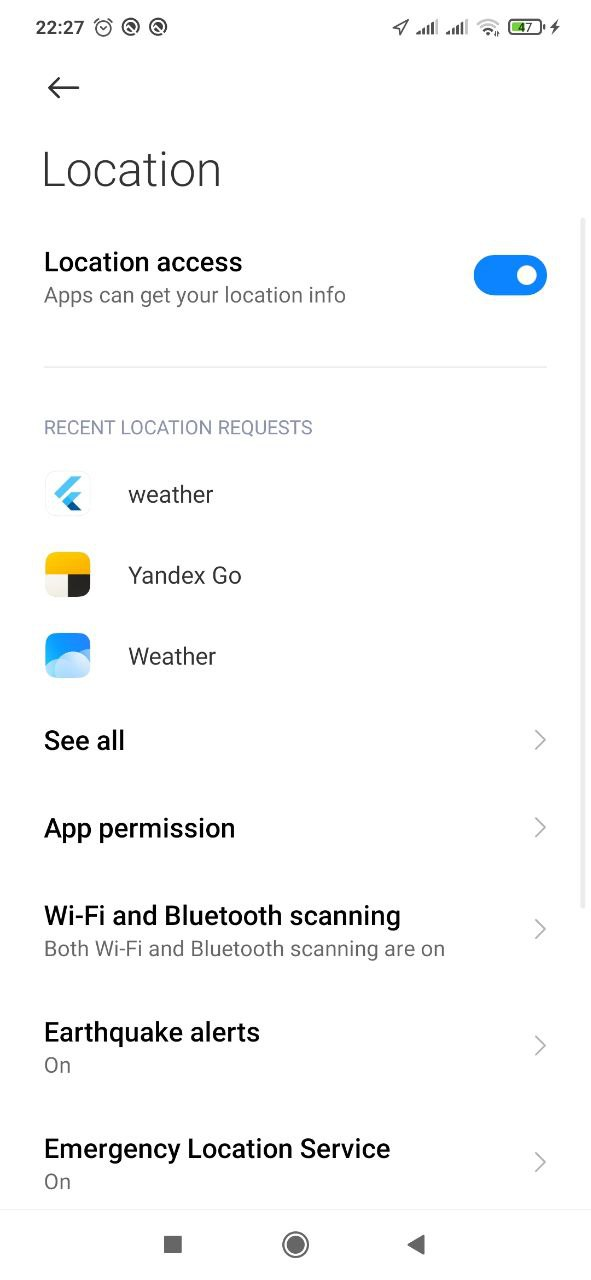 22:27 47
Location
Location access
Apps can get your location info
RECENT LOCATION REQUESTS
weather
Yandex Go
Weather
See all
App permission
Wi-Fi and Bluetooth scanning
Both Wi-Fi and Bluetooth scanning are on
Earthquake alerts
On
Emergency Location Service
On